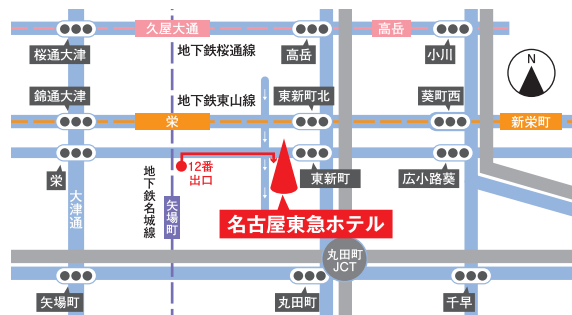 久屋大通
高岳
桜通大津
地下鉄桜通線
高岳
小川
N
錦通大津
地下鉄東山線
東新町北
葵町西
栄
新栄町
栄
地下鉄名城線
12番
出口
東新町
広小路葵
大津通
矢場町
名古屋東急ホテル
丸田町
JCT
矢場町
丸田町
千早